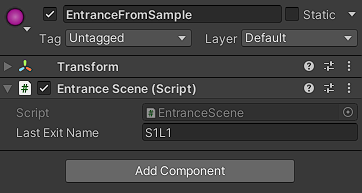 EntranceFromSample Static
Tag Untagged Layer Default
Transform
# Entrance Scene (Script)
Script # EntranceScene
Last Exit Name S1L1
Add Component